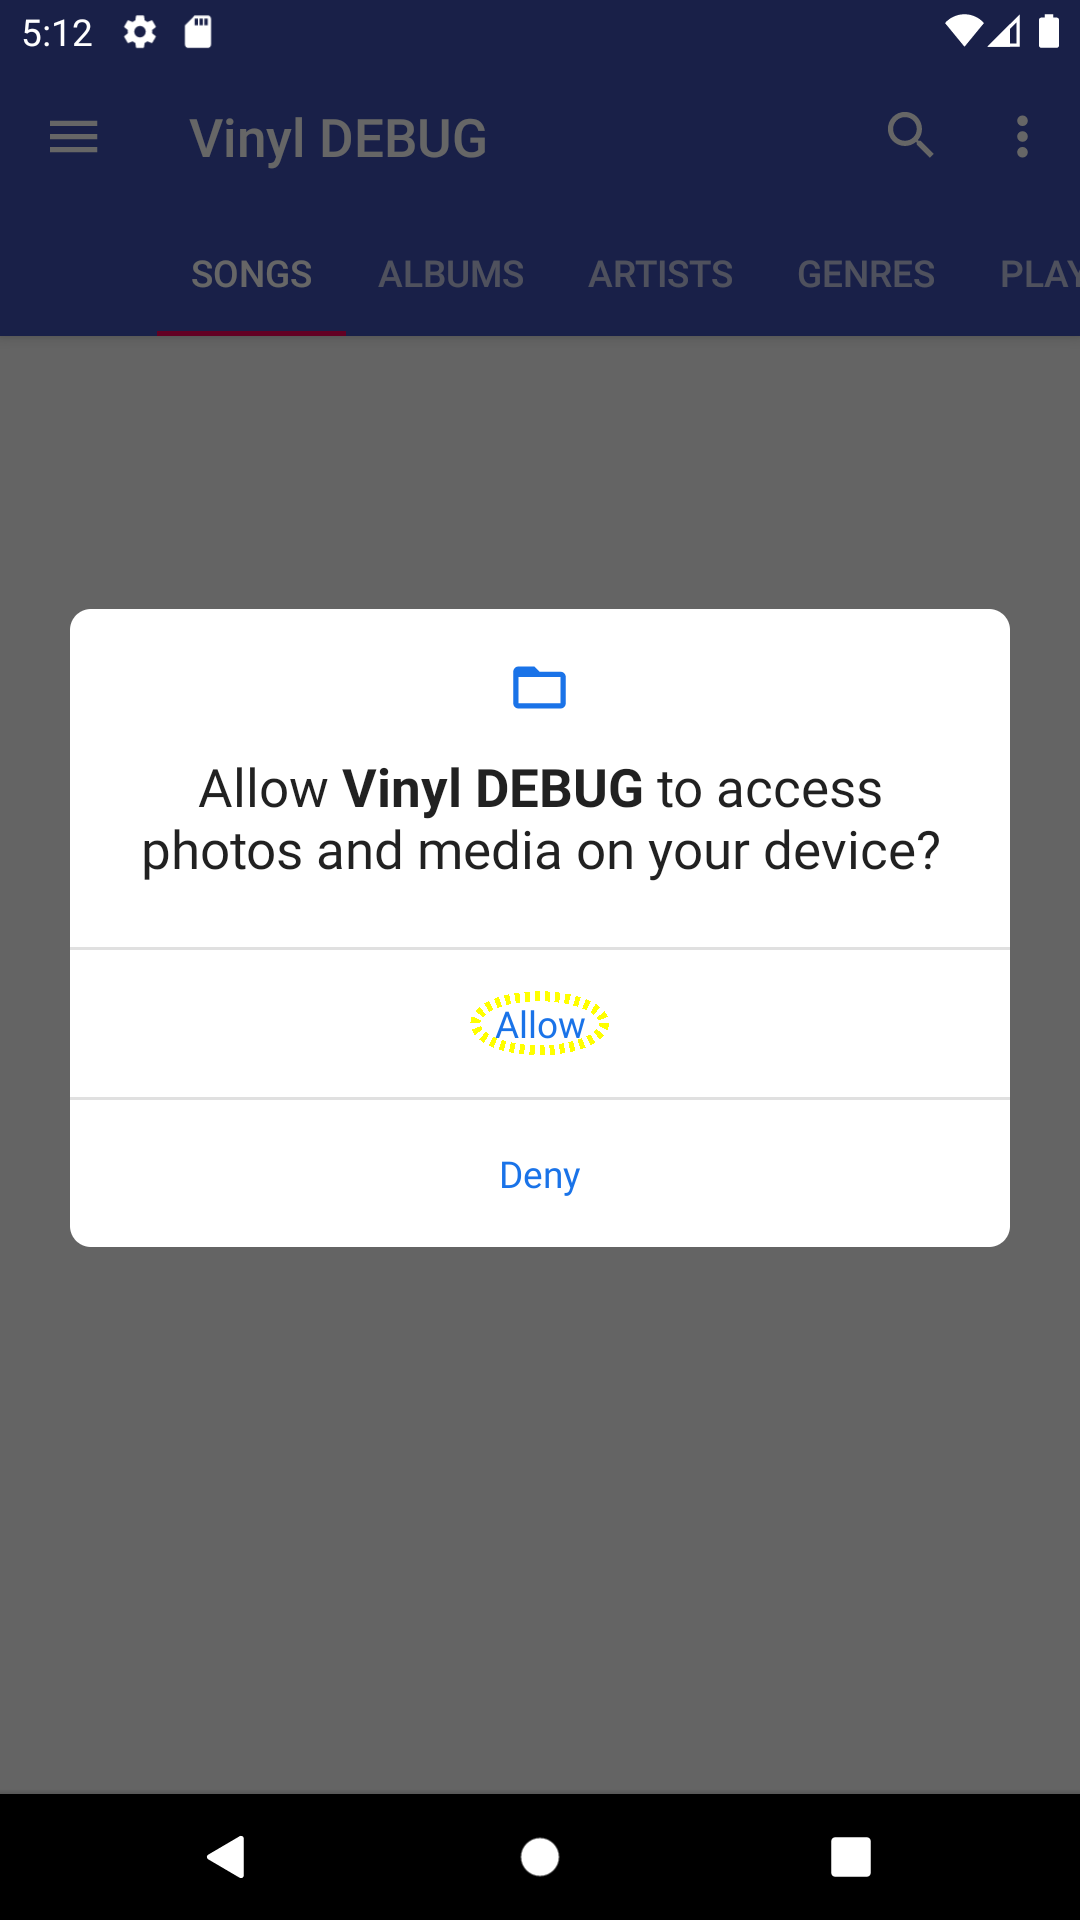 5:12
Vinyl DEBUG
SONGS ALBUMS ARTISTS GENRES PLAY
Allow Vinyl DEBUG to access
photos and media on your device?
Allow
Deny